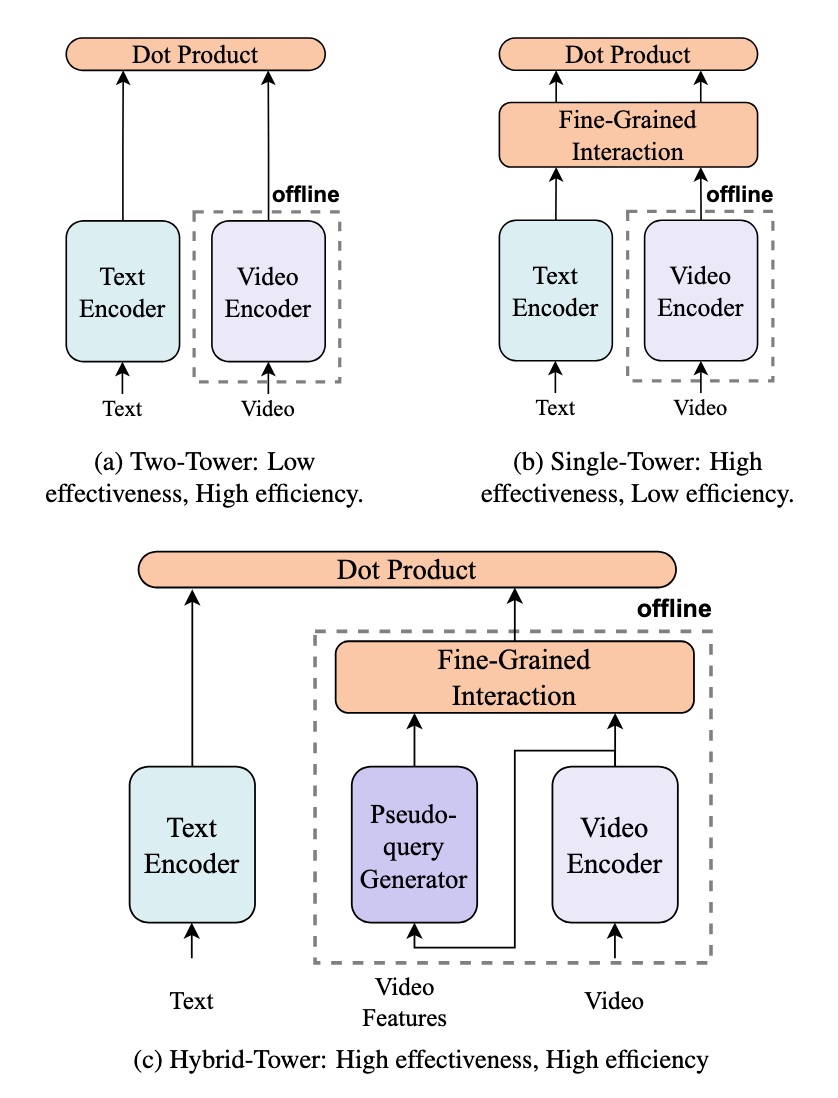 Dot Product
offline
Text
Encoder
Video
Encoder
Text
Video
(a) Two-Tower: Low
effectiveness, High efficiency.
Dot Product
Fine-Grained
Interaction
offline
Text
Encoder
Video
Encoder
Text
Video
(b) Single-Tower: High
effectiveness, Low efficiency.
Dot Product
offline
Fine-Grained
Interaction
Text
Encoder
Pseudo-
query
Generator
Video
Encoder
Text
Video
Features
Video
(c) Hybrid-Tower: High effectiveness, High efficiency